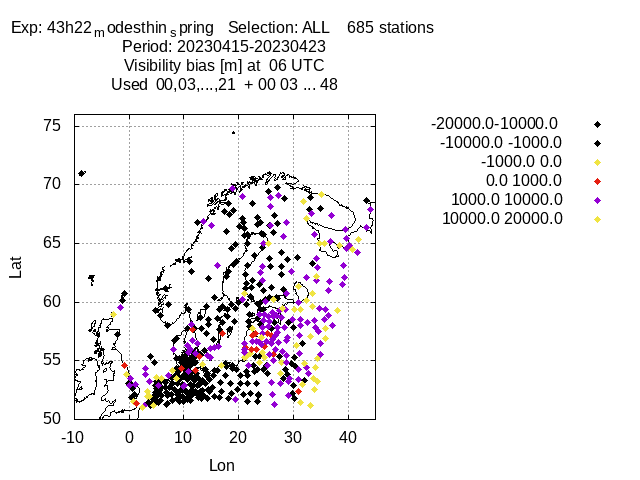 Exp: 43h22modesthinspring Selection: ALL 685 stations
Period: 20230415-20230423
Visibility bias [m] at 06 UTC
Used 00,03,...,21 + 00 03 ... 48
-20000.0-10000.0
-10000.0 -1000.0
-1000.0 0.0
0.0 1000.0
1000.0 10000.0
10000.0 20000.0
75
70
65
60
55
50
Lat
-10 0 10 20 30 40
Lon